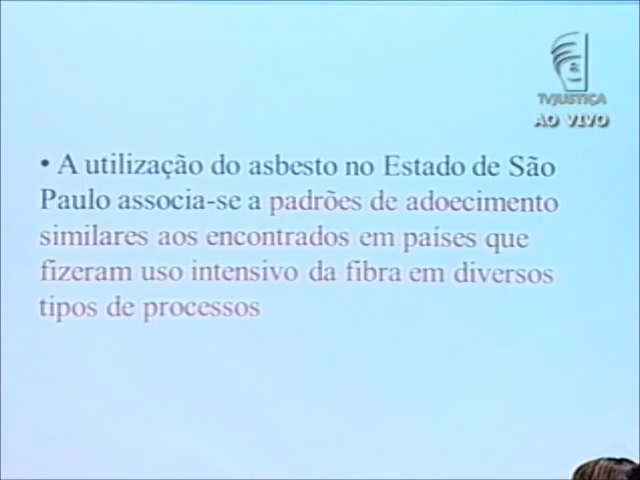 TVJUSTIÇA
AO VIVO
• A utilização do asbesto no Estado de São
Paulo associa-se a padrões de adoecimento
similares aos encontrados em países que
fizeram uso intensivo da fibra em diversos
tipos de processos